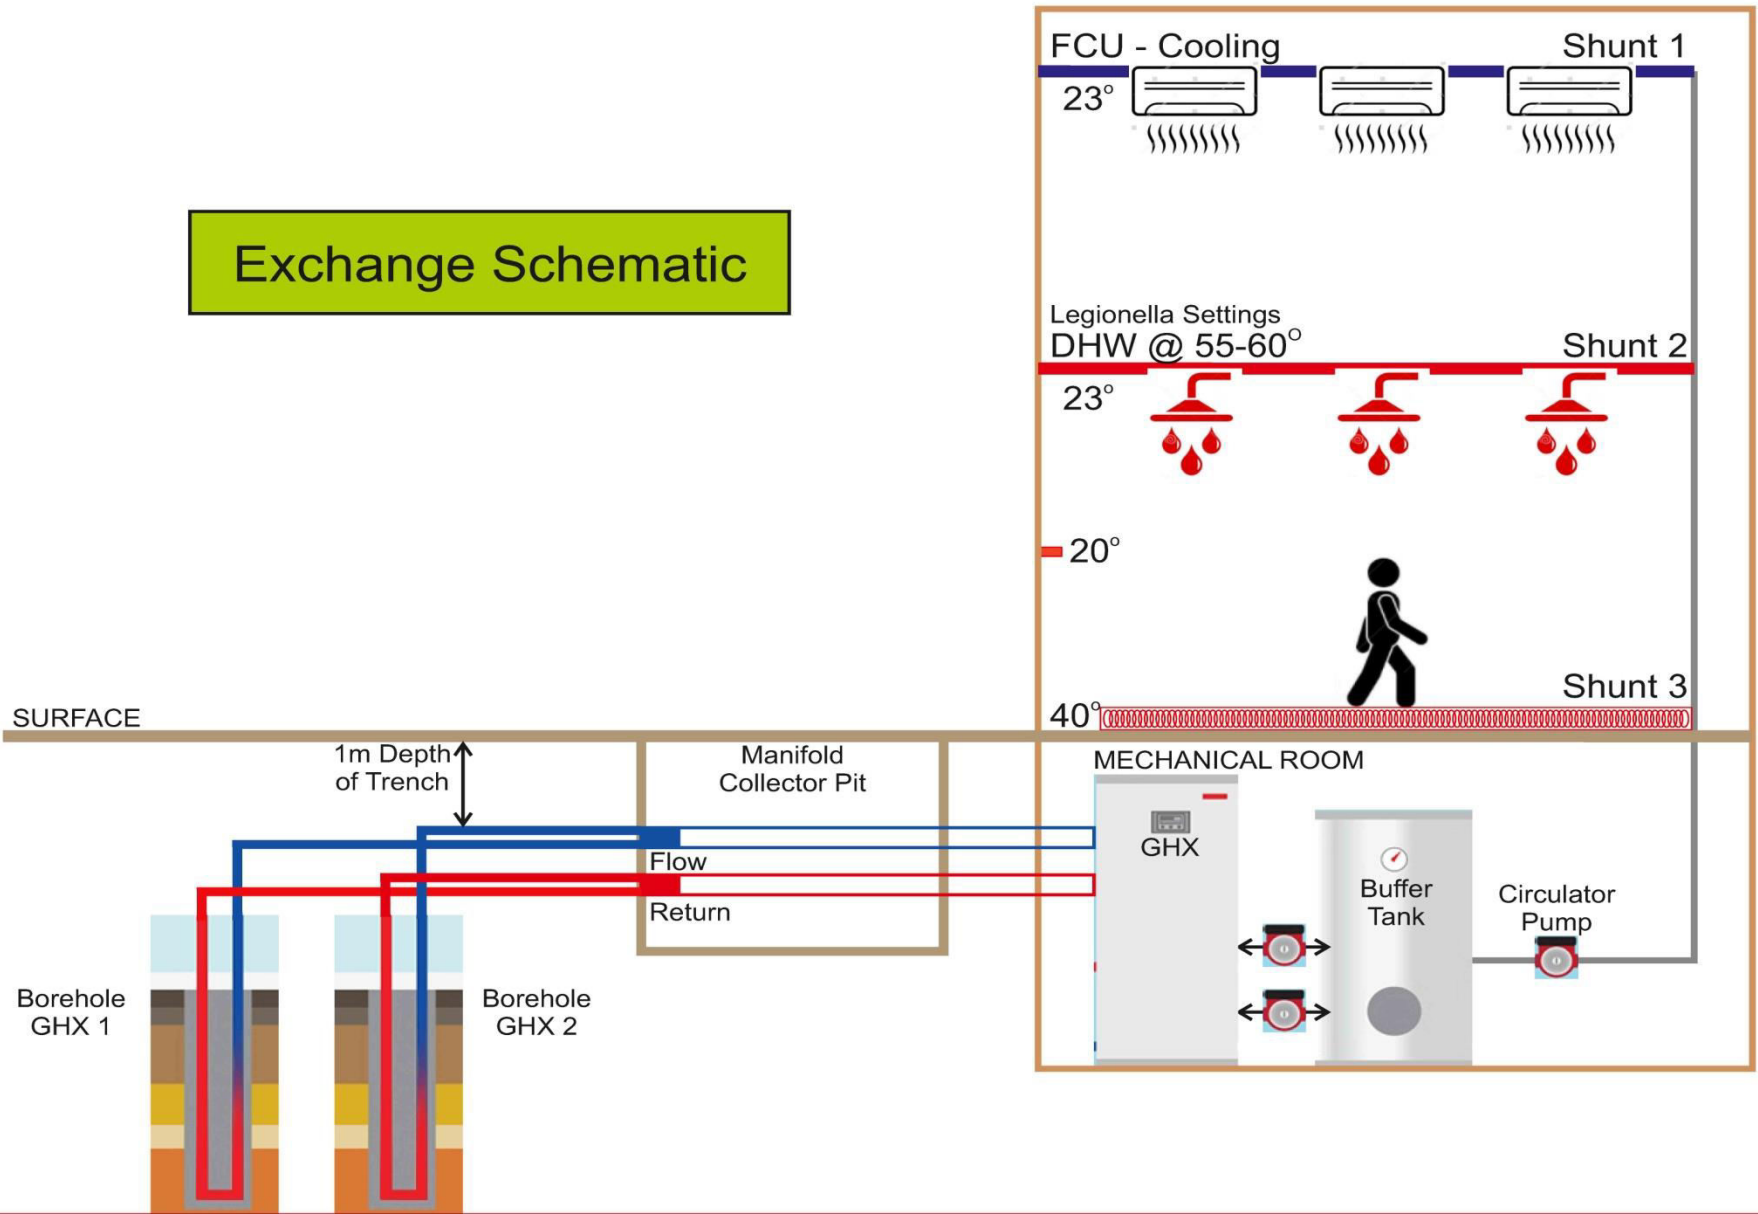 FCU - Cooling
Shunt 1
23°
Exchange Schematic
Legionella Settings
DHW @ 55-60°
Shunt 2
23°
20°
Shunt 3
40°
SURFACE
1m Depth
of Trench
Manifold
Collector Pit
MECHANICAL ROOM
GHX
Flow
Return
Buffer
Tank
Circulator
Pump
Borehole
GHX 1
Borehole
GHX 2